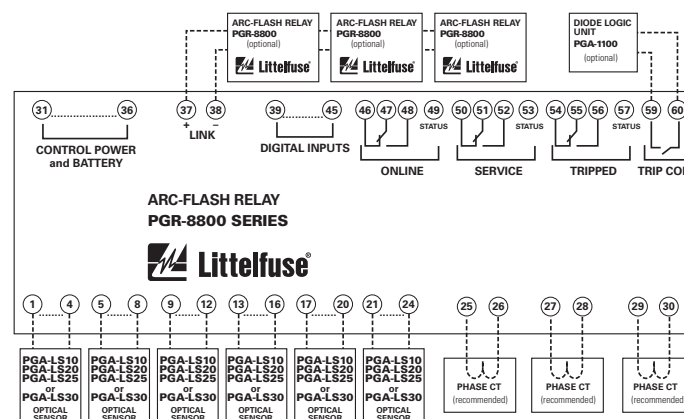 ARC-FLASH RELAY
PGR-8800
(optional)
Littelfuse®
ARC-FLASH RELAY
PGR-8800
(optional)
Littelfuse®
ARC-FLASH RELAY
PGR-8800
(optional)
Littelfuse®
DIODE LOGIC
UNIT
PGA-1100
(optional)
31 36 37 38 39 45 46 47 48 49 50 51 52 53 54 55 56 57 59 60
+ –
LINK
STATUS STATUS STATUS
CONTROL POWER
and BATTERY
DIGITAL INPUTS
ONLINE SERVICE TRIPPED TRIP COI
ARC-FLASH RELAY
PGR-8800 SERIES
Littelfuse®
1 4 5 8 9 12 13 16 17 20 21 24 25 26 27 28 29 30
PGA-LS10
PGA-LS20
PGA-LS25
or
PGA-LS30
OPTICAL
SENSOR
PGA-LS10
PGA-LS20
PGA-LS25
or
PGA-LS30
OPTICAL
SENSOR
PGA-LS10
PGA-LS20
PGA-LS25
or
PGA-LS30
OPTICAL
SENSOR
PGA-LS10
PGA-LS20
PGA-LS25
or
PGA-LS30
OPTICAL
SENSOR
PGA-LS10
PGA-LS20
PGA-LS25
or
PGA-LS30
OPTICAL
SENSOR
PGA-LS10
PGA-LS20
PGA-LS25
or
PGA-LS30
OPTICAL
SENSOR
PHASE CT
(recommended)
PHASE CT
(recommended)
PHASE CT
(recommended